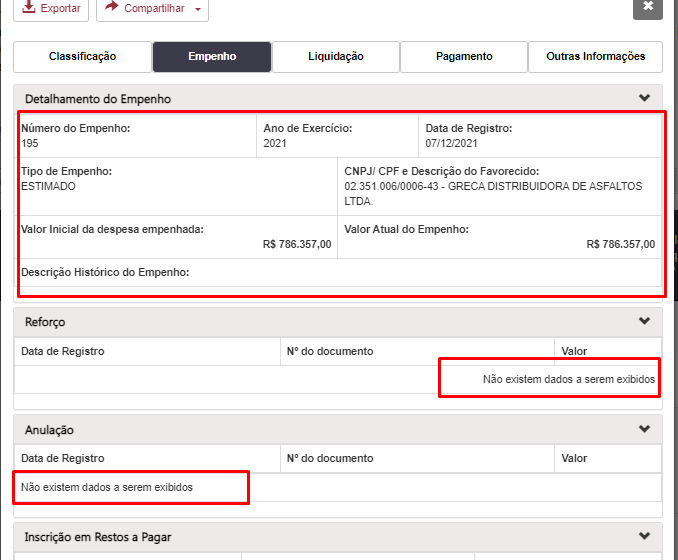 Exportar Compartilhar
Classificação Empenho Liquidação Pagamento Outras Informações
Detalhamento do Empenho
Número do Empenho: Ano de Exercício: Data de Registro:
195 2021 07/12/2021
Tipo de Empenho: CNPJ/ CPF e Descrição do Favorecido:
ESTIMADO 02.351.006/0006-43 - GRECA DISTRIBUIDORA DE ASFALTOS
LTDA.
Valor Inicial da despesa empenhada: Valor Atual do Empenho:
R$ 786.357,00 R$ 786.357,00
Descrição Histórico do Empenho:
Reforço
Data de Registro Nº do documento Valor
Não existem dados a serem exibidos
Anulação
Data de Registro Nº do documento Valor
Não existem dados a serem exibidos
Inscrição em Restos a Pagar